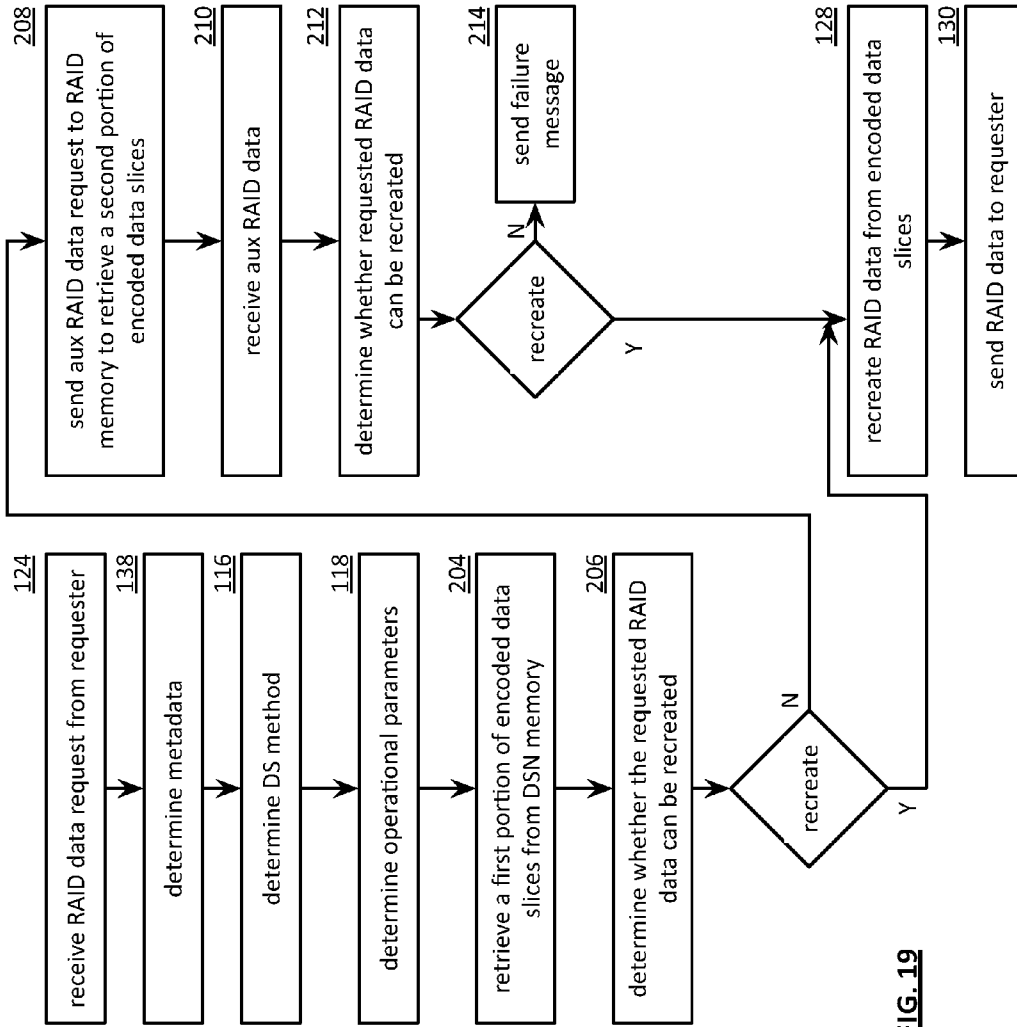 124
receive RAID data request from requester
138
determine metadata
116
determine DS method
118
determine operational parameters
204
retrieve a first portion of encoded data
slices from DSN memory
206
determine whether the requested RAID
data can be recreated
recreate
N
Y
208
send aux RAID data request to RAID
memory to retrieve a second portion of
encoded data slices
210
receive aux RAID data
212
determine whether requested RAID data
can be recreated
recreate
N
Y
214
send failure
message
128
recreate RAID data from encoded data
slices
130
send RAID data to requester
FIG. 19